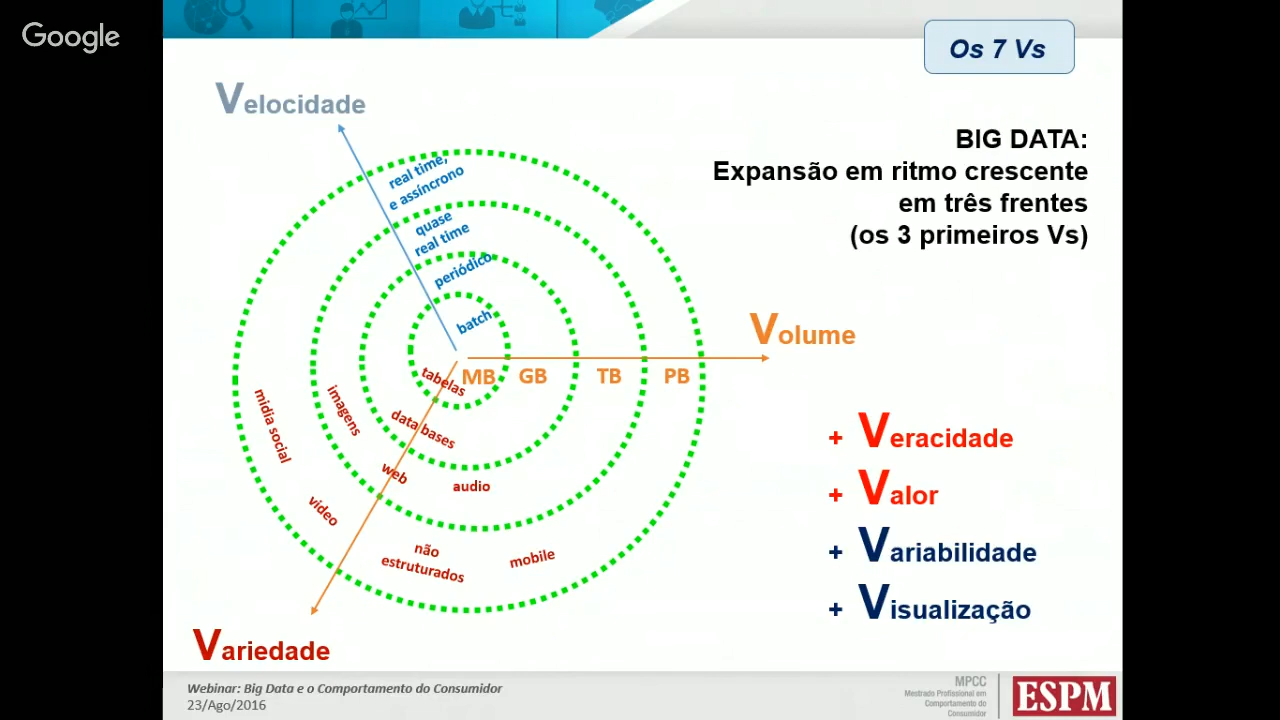 Google
Os 7 Vs
Velocidade
BIG DATA:
Expansão em ritmo crescente
em três frentes
(os 3 primeiros Vs)
real time,
e assíncrono
quase
real time
periódico
batch
Volume
MB GB TB PB
tabelas
data bases
imagens
midia social
web
audio
video
não
estruturados
mobile
+ Veracidade
+ Valor
+ Variabilidade
+ Visualização
Variedade
Webinar: Big Data e o Comportamento do Consumidor
23/Ago/2016
MPCC
Mestrado Profissional em
Comportamento do
Consumidor
ESPM